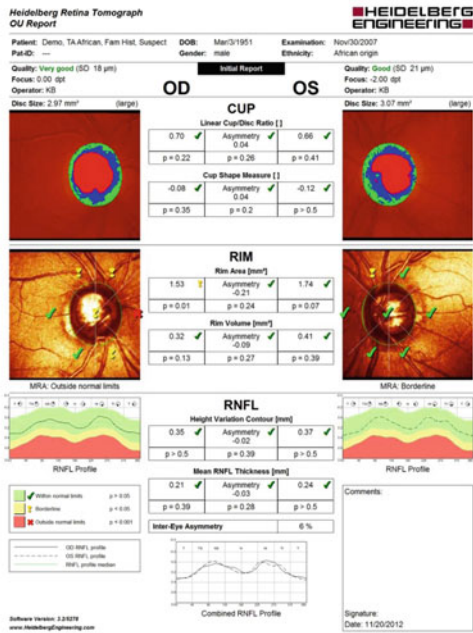 Heidelberg Retina Tomograph
OU Report
HEIDELBERG
ENGINEERING
Patient: Demo, TA African, Fam Hist, Suspect DOB: Mar/3/1951 Examination: Nov/30/2007
Pat-ID: --- Gender: male Ethnicity: African origin
Quality: Very good (SD 18 µm) Initial Report Quality: Good (SD 21 µm)
Focus: 0.00 dpt Focus: -2.00 dpt
Operator: KB OD OS Operator: KB
Disc Size: 2.97 mm² (large) CUP Disc Size: 3.07 mm² (large)
Linear Cup/Disc Ratio [ ]
0.70 Asymmetry 0.66
0.04
p = 0.22 p = 0.26 p = 0.41
Cup Shape Measure [ ]
-0.08 Asymmetry -0.12
0.04
p = 0.35 p = 0.2 p > 0.5
RIM
Rim Area [mm²]
1.53 Asymmetry 1.74
-0.21
p = 0.01 p = 0.24 p = 0.07
Rim Volume [mm³]
0.32 Asymmetry 0.41
-0.09
p = 0.13 p = 0.27 p = 0.39
MRA: Outside normal limits MRA: Borderline
RNFL
Height Variation Contour [mm]
0.35 Asymmetry 0.37
-0.02
p > 0.5 p = 0.39 p > 0.5
RNFL Profile RNFL Profile
Mean RNFL Thickness [mm]
0.21 Asymmetry 0.24
-0.03
p = 0.39 p = 0.28 p > 0.5
Inter-Eye Asymmetry 6 %
Within normal limits p > 0.05
Borderline p < 0.05
Outside normal limits p < 0.001
OD RNFL profile
OS RNFL profile
RNFL profile median
Combined RNFL Profile
Comments:
Signature:
Date: 11/20/2012
Software Version: 3.2/5278
www.HeidelbergEngineering.com